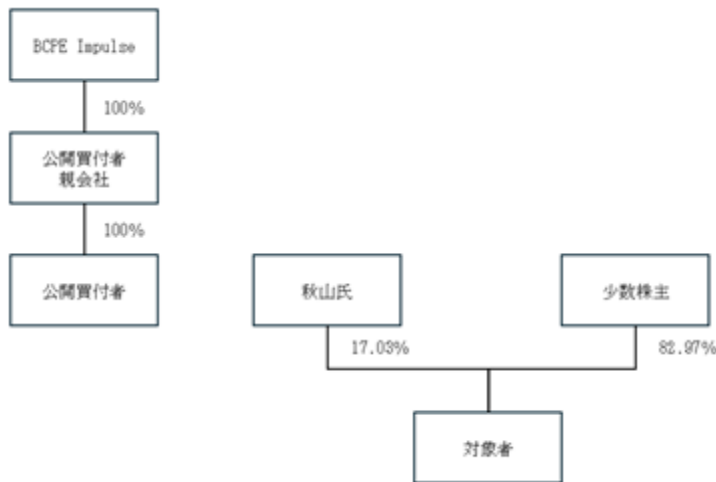 BCPE Impulse
100%
公開買付者
親会社
100%
公開買付者
秋山氏
少数株主
17.03%
82.97%
対象者